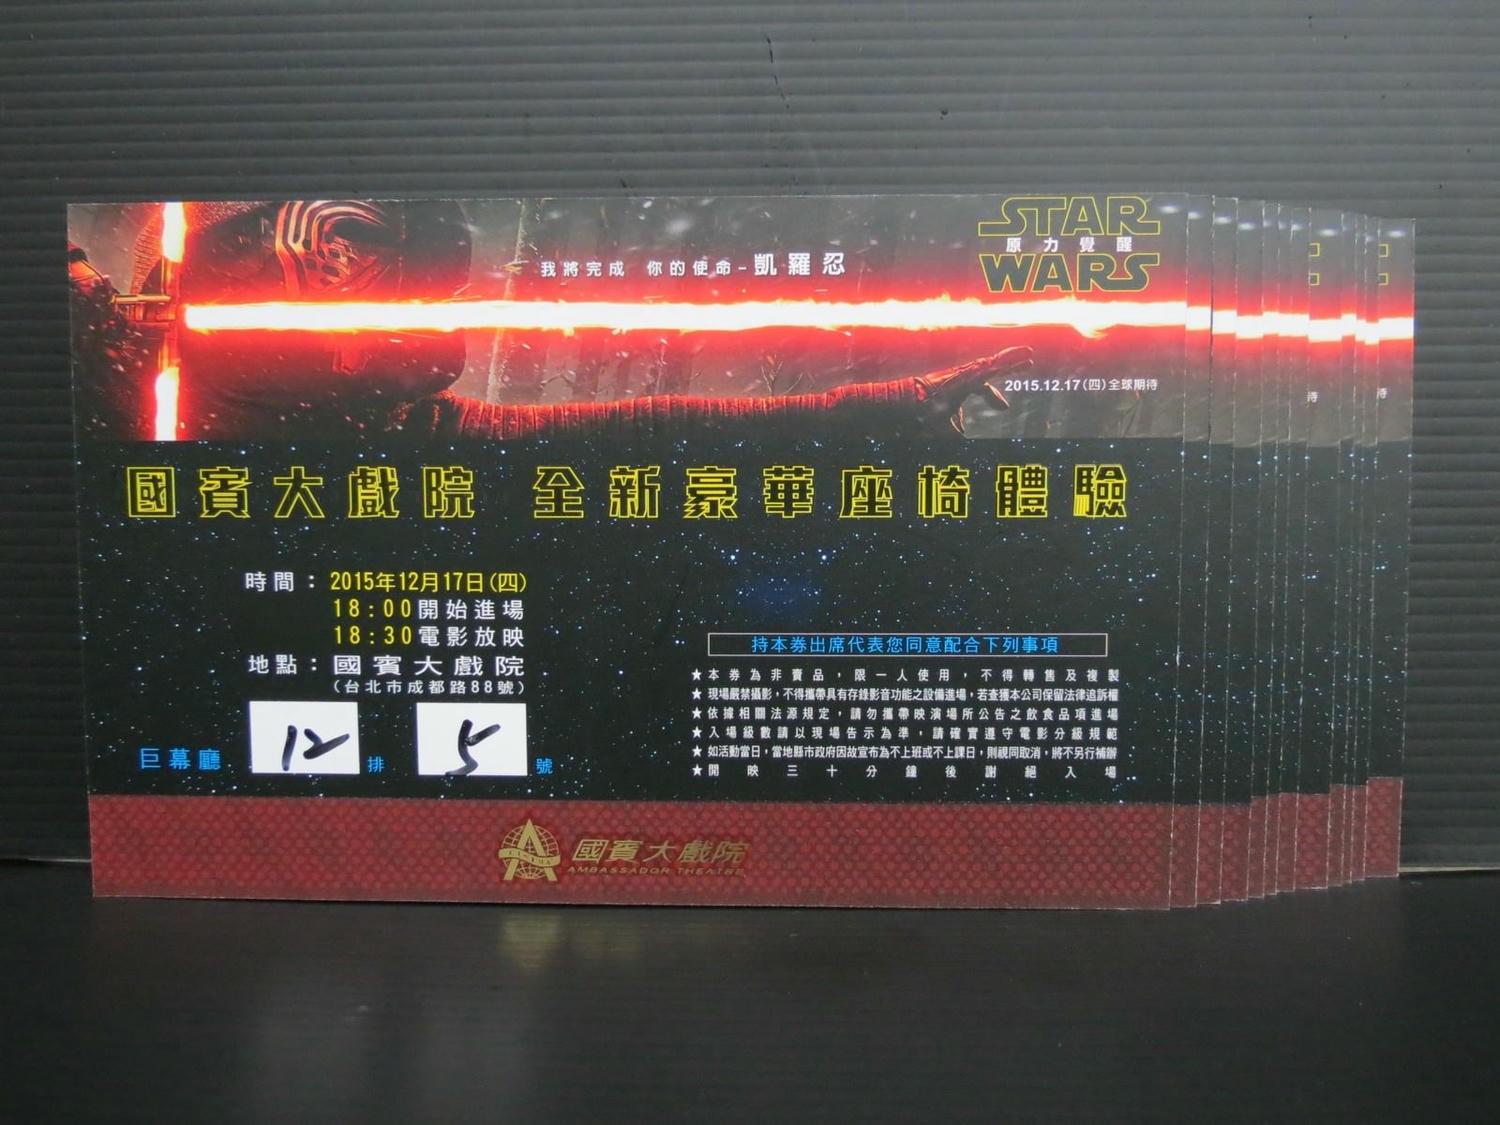 STAR
原力覺醒
WARS
我將完成 你的使命-凱羅忍
2015.12.17(四)全球期待
待
待
國賓大戲院 全新豪華座椅體驗
時間：2015年12月17日(四)
18:00開始進場
18:30電影放映
地點：國賓大戲院
(台北市成都路88號)
巨幕廳 12 排 5 號
持本券出席代表您同意配合下列事項
★本券為非賣品，限一人使用，不得轉售及複製
★現場嚴禁攝影，不得攜帶具有存錄影音功能之設備進場，若查獲本公司保留法律追訴權
★依據相關法源規定，請勿攜帶映演場所公告之飲食品項進場
★入場級數請以現場告示為準，請確實遵守電影分級規範
★如活動當日，當地縣市政府因故宣布為不上班或不上課日，則視同取消，將不另行補辦
★開映三十分鐘後謝絕入場
CINEMA
國賓大戲院
AMBASSADOR THEATRE